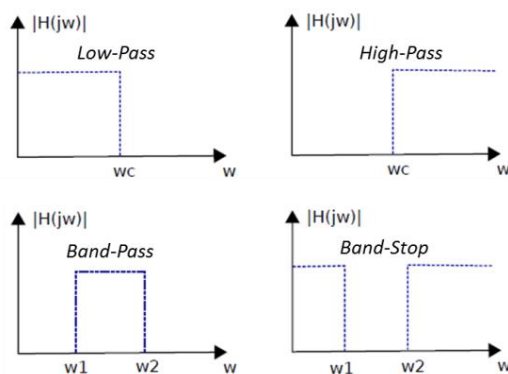 |H(jw)|
Low-Pass
wc
w
|H(jw)|
High-Pass
wc
w
|H(jw)|
Band-Pass
w1
w2
w
|H(jw)|
Band-Stop
w1
w2
w